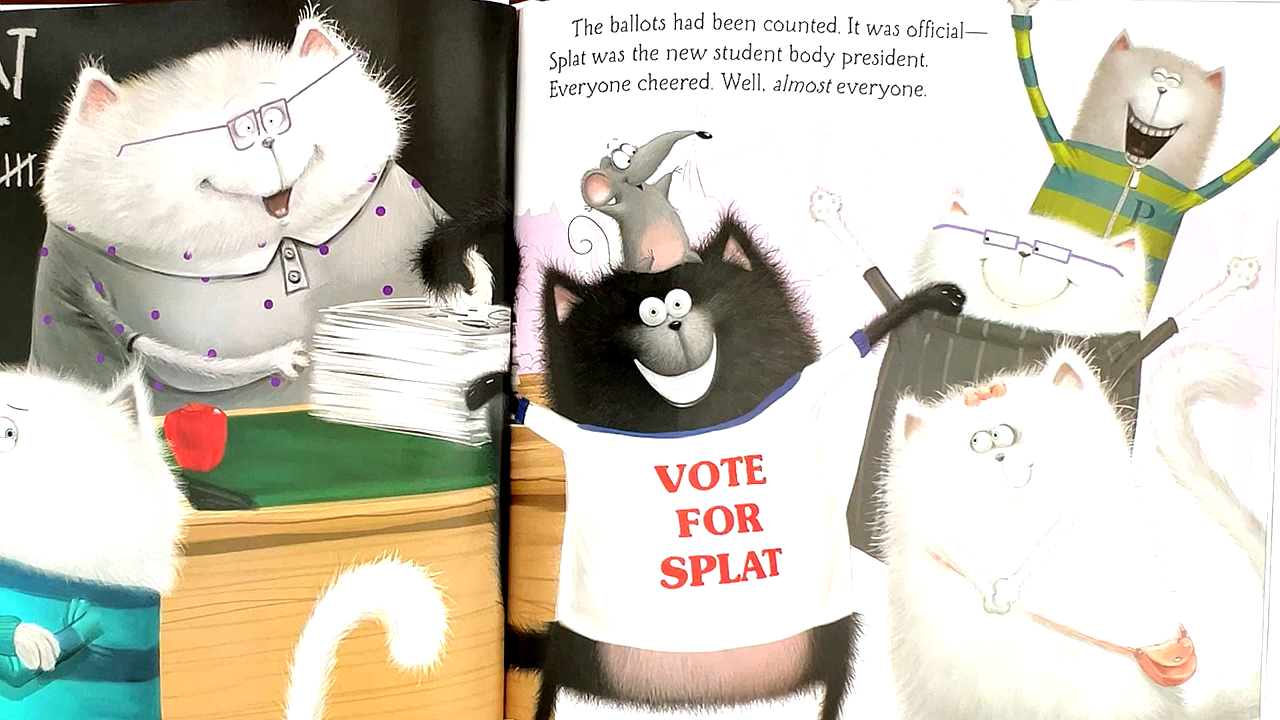 AT
The ballots had been counted. It was official—
Splat was the new student body president.
Everyone cheered. Well, almost everyone.
P
VOTE
FOR
SPLAT